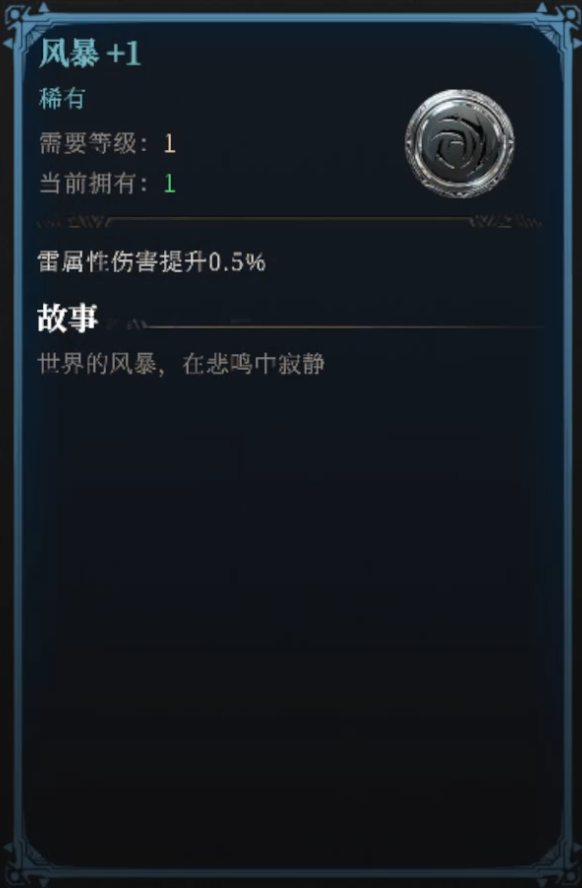 风暴 +1
稀有
需要等级：1
当前拥有：1
雷属性伤害提升0.5%
故事
世界的风暴，在悲鸣中寂静